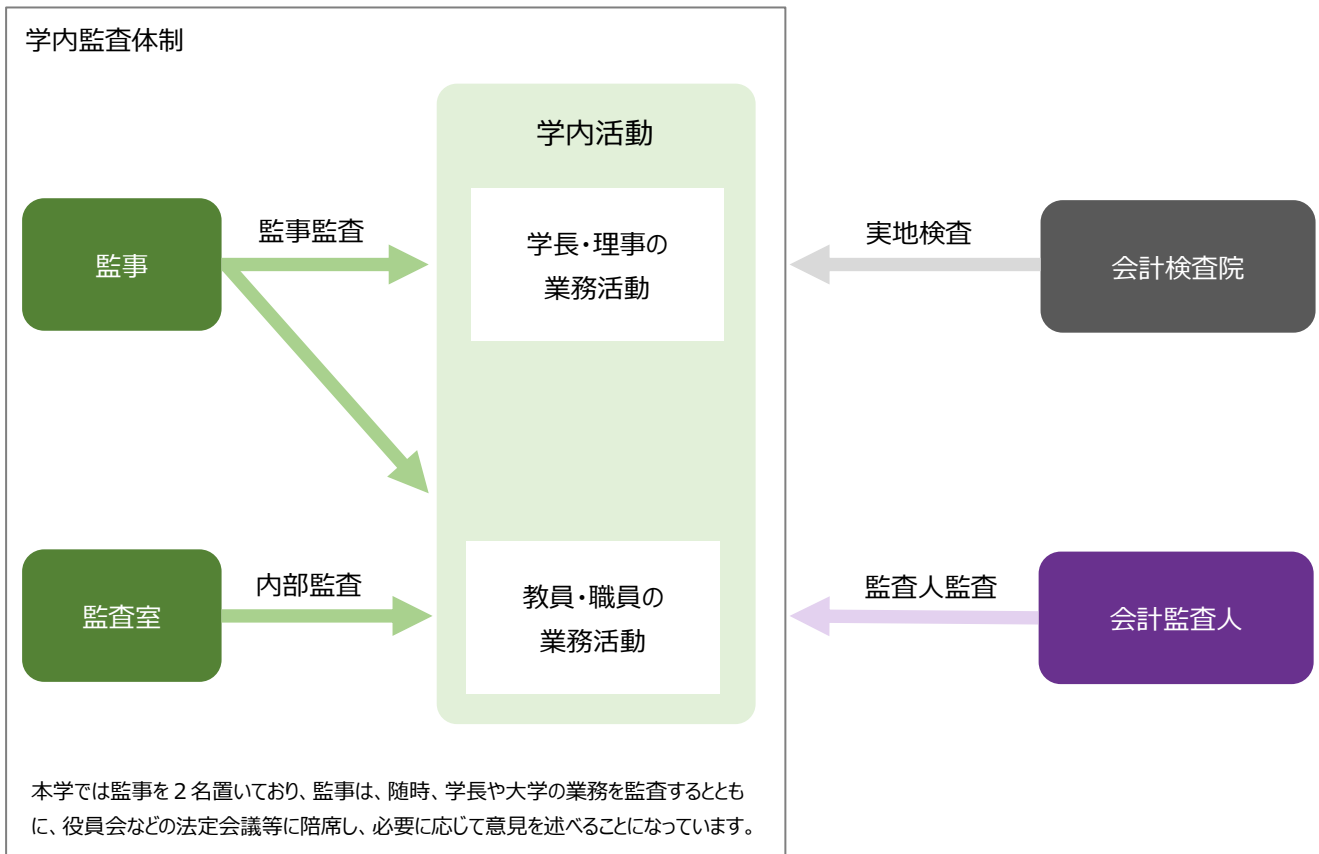 学内監査体制
学内活動
監事
監事監査
学長・理事の
業務活動
実地検査
会計検査院
監査室
内部監査
教員・職員の
業務活動
監査人監査
会計監査人
本学では監事を２名置いており、監事は、随時、学長や大学の業務を監査するととも
に、役員会などの法定会議等に陪席し、必要に応じて意見を述べることになっています。